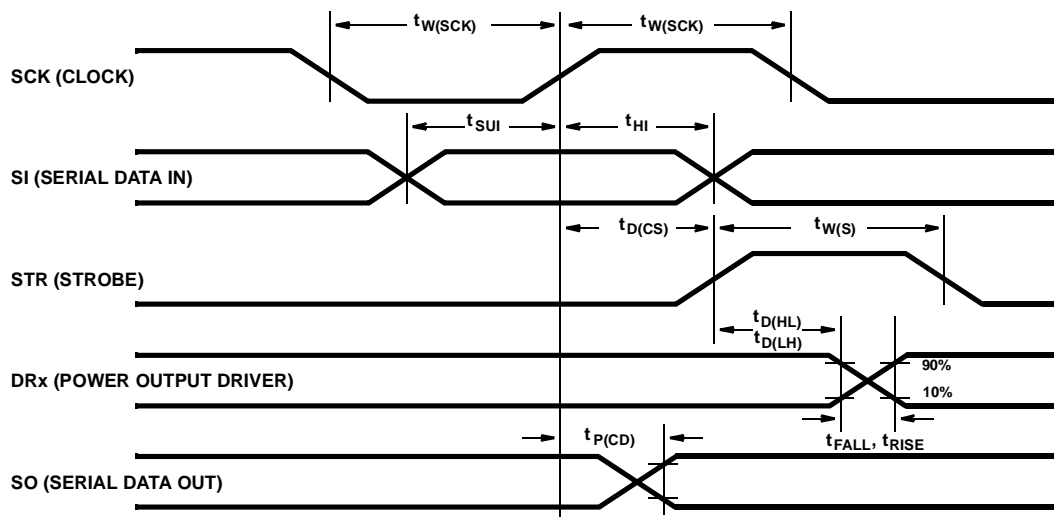 tW(SCK) tW(SCK)
SCK (CLOCK)
tSUI tHI
SI (SERIAL DATA IN)
tD(CS) tW(S)
STR (STROBE)
tD(HL)
tD(LH)
DRx (POWER OUTPUT DRIVER)
90%
10%
tP(CD) tFALL, tRISE
SO (SERIAL DATA OUT)